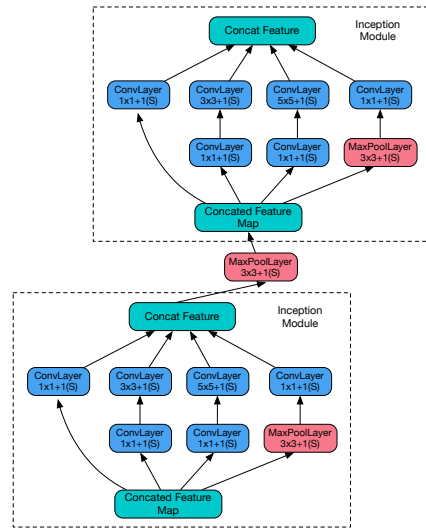 Inception
Module
Concat Feature
ConvLayer
1x1+1(S)
ConvLayer
3x3+1(S)
ConvLayer
5x5+1(S)
ConvLayer
1x1+1(S)
ConvLayer
1x1+1(S)
ConvLayer
1x1+1(S)
MaxPoolLayer
3x3+1(S)
Concated Feature
Map
MaxPoolLayer
3x3+1(S)
Inception
Module
Concat Feature
ConvLayer
1x1+1(S)
ConvLayer
3x3+1(S)
ConvLayer
5x5+1(S)
ConvLayer
1x1+1(S)
ConvLayer
1x1+1(S)
ConvLayer
1x1+1(S)
MaxPoolLayer
3x3+1(S)
Concated Feature
Map